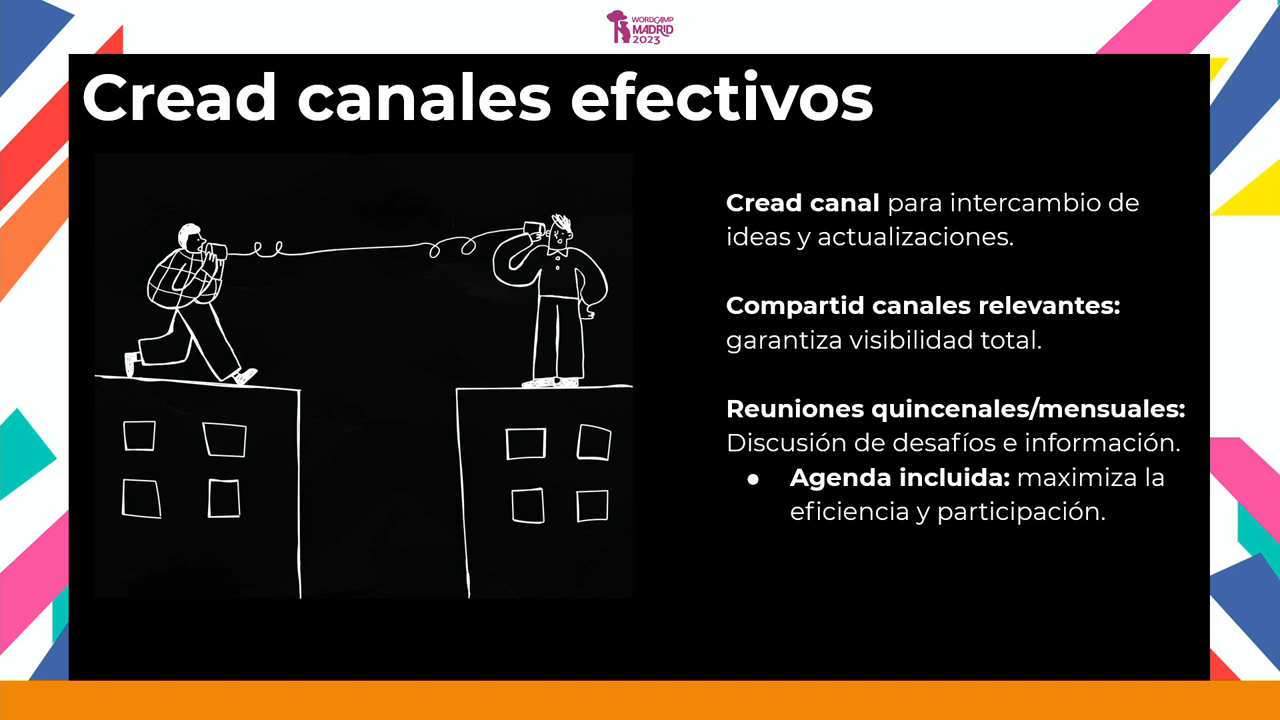 WORDCAMP
MADRID
2023
Cread canales efectivos
Cread canal para intercambio de
ideas y actualizaciones.
Compartid canales relevantes:
garantiza visibilidad total.
Reuniones quincenales/mensuales:
Discusión de desafíos e información.
● Agenda incluida: maximiza la
eficiencia y participación.